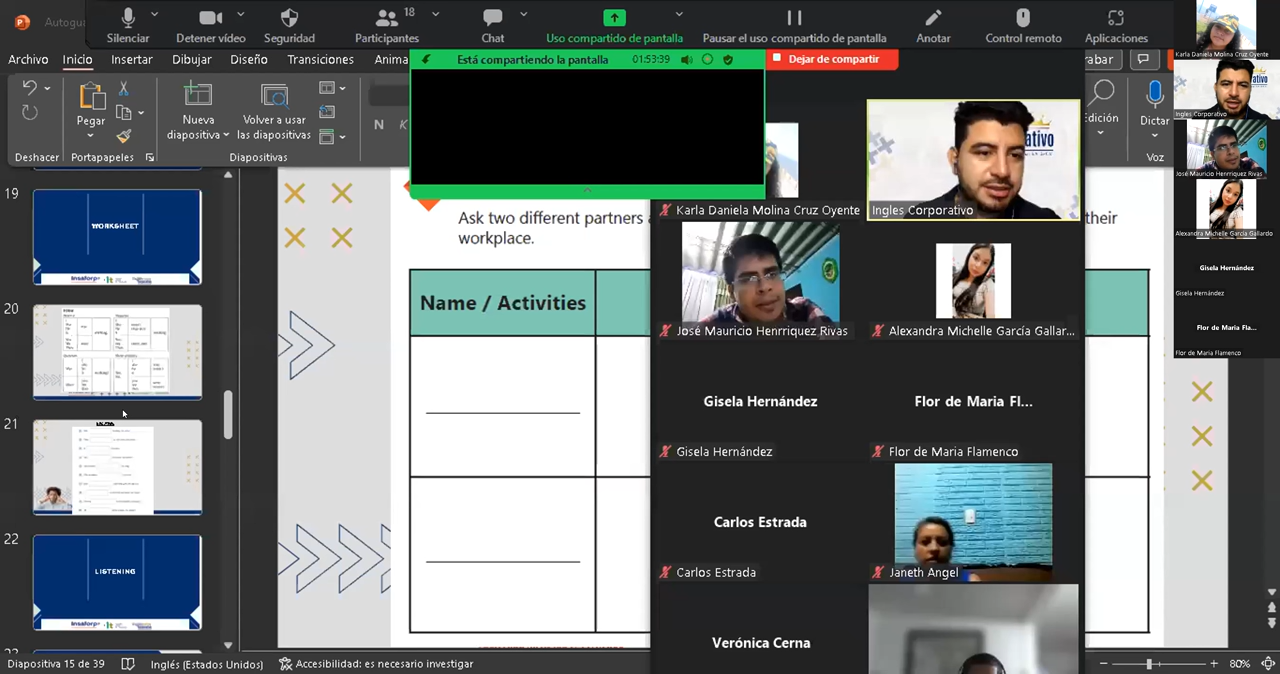 Autogu
Silenciar
Detener vídeo
Seguridad
18
Participantes
Chat
Uso compartido de pantalla
Pausar el uso compartido de pantalla
Anotar
Control remoto
Aplicaciones
Está compartiendo la pantalla
01:53:39
Dejar de compartir
Archivo
Inicio
Insertar
Dibujar
Diseño
Transiciones
Anima
rabar
Pegar
Nueva
diapositiva
Volver a usar
las diapositivas
N
K
Edición
Dictar
Deshacer
Portapapeles
Diapositivas
Voz
19
WORKSHEET
20
21
22
LISTENING
Ask two different partners
their
workplace.
Name / Activities
Karla Daniela Molina Cruz Oyente
Ingles Corporativo
José Mauricio Henrriquez Rivas
Alexandra Michelle García Gallar...
Gisela Hernández
Flor de Maria Fl...
Gisela Hernández
Flor de Maria Flamenco
Carlos Estrada
Carlos Estrada
Janeth Angel
Verónica Cerna
Karla Daniela Molina Cruz Oyente
Ingles Corporativo
José Mauricio Henrriquez Rivas
Alexandra Michelle García Gallardo
Gisela Hernández
Gisela Hernández
Flor de Maria Fla...
Flor de Maria Flamenco
Diapositiva 15 de 39
Inglés (Estados Unidos)
Accesibilidad: es necesario investigar
80%